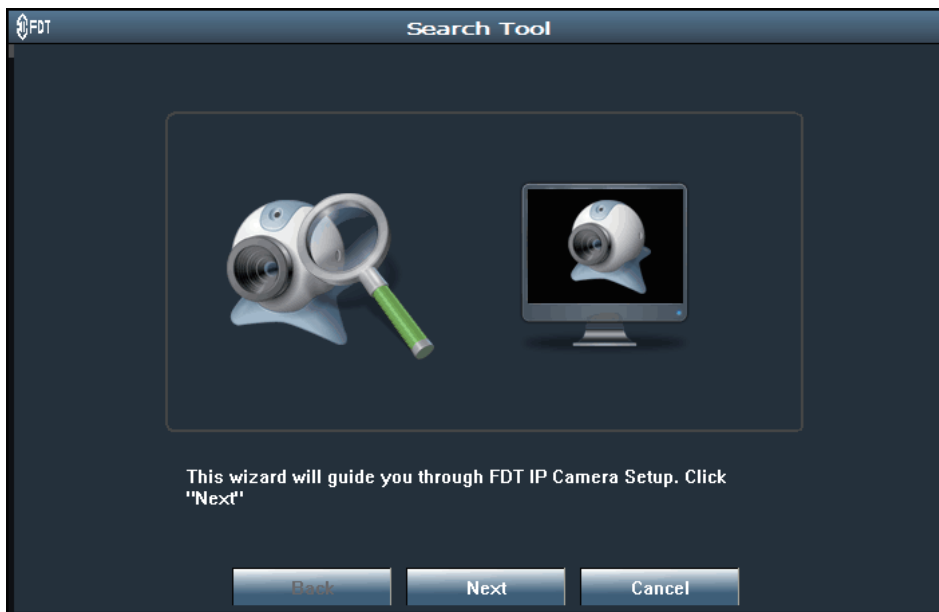 FDT
Search Tool
This wizard will guide you through FDT IP Camera Setup. Click
"Next"
Back
Next
Cancel